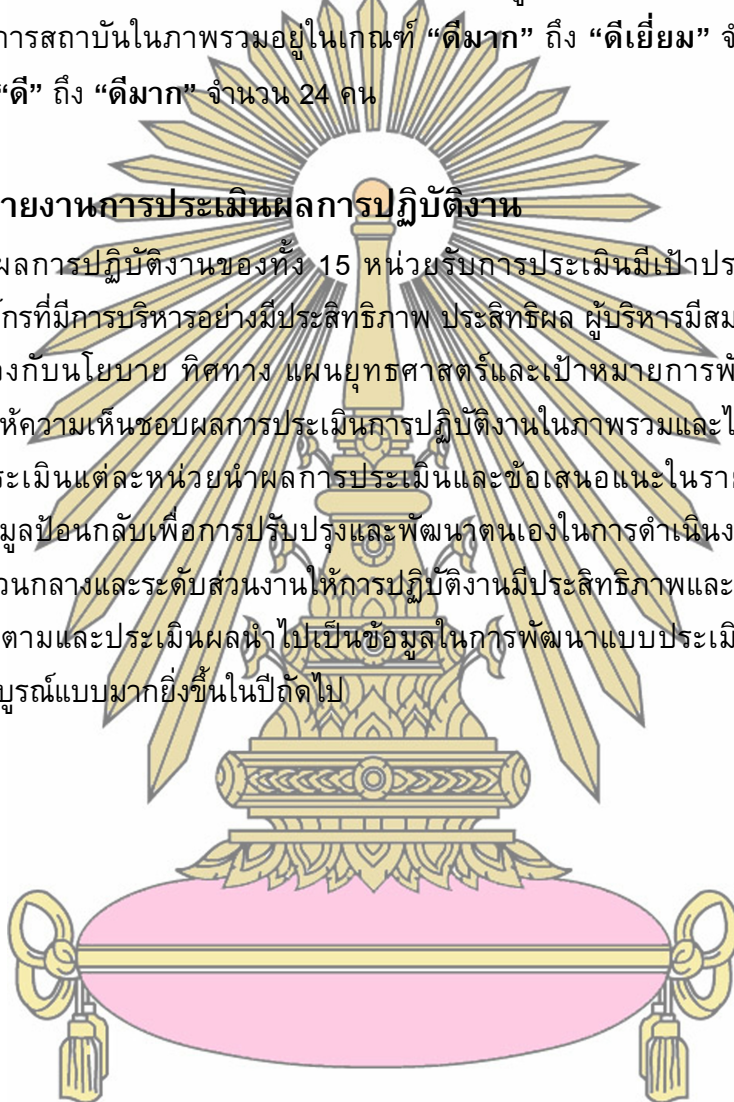 การสถาบันในภาพรวมอยู่ในเกณฑ์ “ดีมาก” ถึง “ดีเยี่ยม”
“ดี” ถึง “ดีมาก” จำนวน 24 คน
ายงานการประเมินผลการปฏิบัติงาน
ผลการปฏิบัติงานของทั้ง 15 หน่วยรับการประเมินมีเป้าประ
์กรที่มีการบริหารอย่างมีประสิทธิภาพ ประสิทธิผล ผู้บริหารมีสม
งกับนโยบาย ทิศทาง แผนยุทธศาสตร์และเป้าหมายการพั
ห้ความเห็นชอบผลการประเมินการปฏิบัติงานในภาพรวมและไ
ระเมินแต่ละหน่วยนำผลการประเมินและข้อเสนอแนะในราย
มูลป้อนกลับเพื่อการปรับปรุงและพัฒนาตนเองในการดำเนินง
วนกลางและระดับส่วนงานให้การปฏิบัติงานมีประสิทธิภาพและ
ตามและประเมินผลนำไปเป็นข้อมูลในการพัฒนาแบบประเมิ
บูรณ์แบบมากยิ่งขึ้นในปีถัดไป